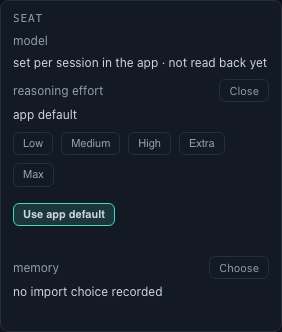 SEAT
model
set per session in the app · not read back yet
reasoning effort Close
app default
Low Medium High Extra
Max
Use app default
memory Choose
no import choice recorded